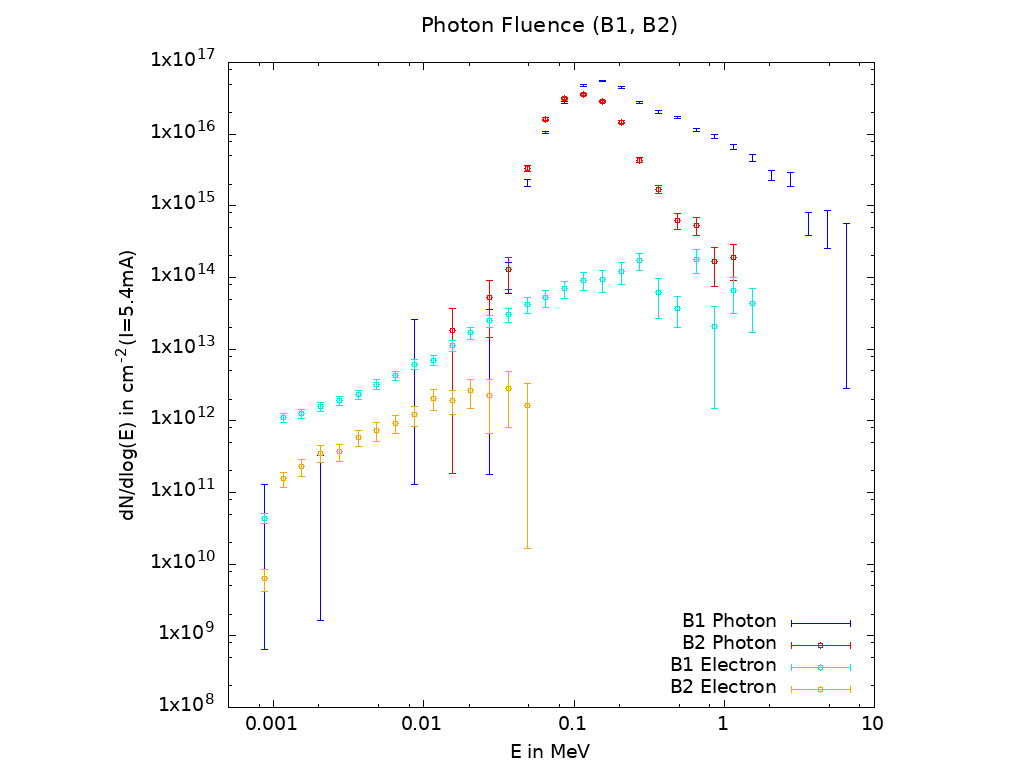 Photon Fluence (B1, B2)
1x10^17
1x10^16
1x10^15
1x10^14
1x10^13
1x10^12
1x10^11
1x10^10
1x10^9
1x10^8
dN/dlog(E) in cm^-2 (I=5.4mA)
B1 Photon
B2 Photon
B1 Electron
B2 Electron
0.001 0.01 0.1 1 10
E in MeV